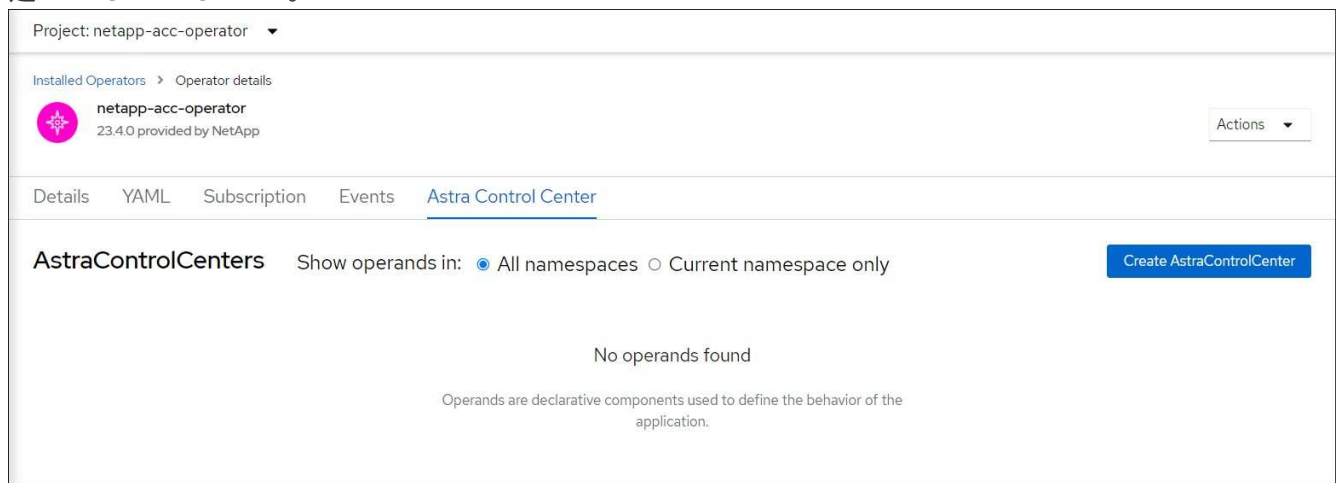 Project: netapp-acc-operator
Installed Operators > Operator details
netapp-acc-operator
23.4.0 provided by NetApp
Actions
Details YAML Subscription Events Astra Control Center
AstraControlCenters Show operands in: All namespaces Current namespace only Create AstraControlCenter
No operands found
Operands are declarative components used to define the behavior of the
application.